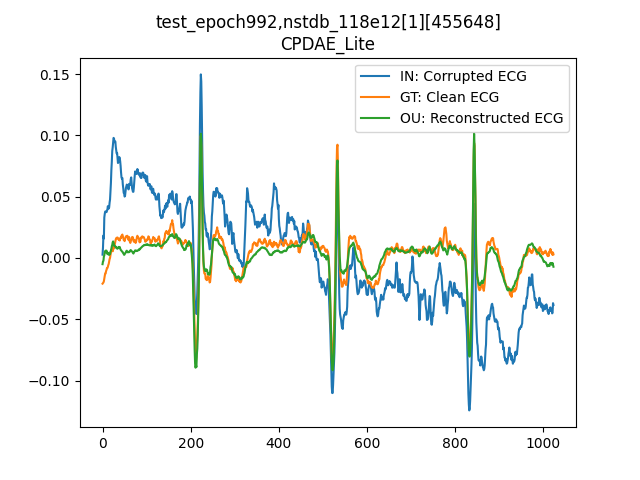 test_epoch992,nstdb_118e12[1][455648]
CPDAE_Lite
IN: Corrupted ECG
GT: Clean ECG
OU: Reconstructed ECG
0.15
0.10
0.05
0.00
−0.05
−0.10
0 200 400 600 800 1000